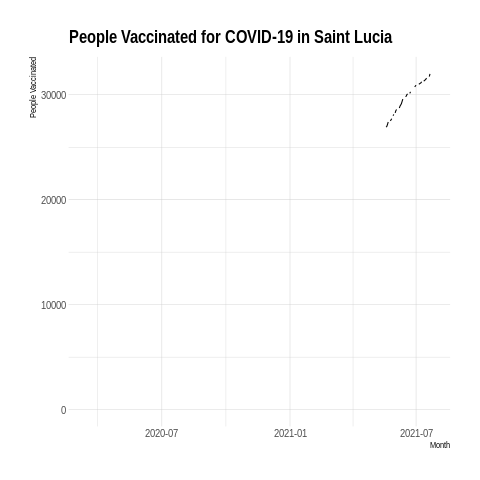 People Vaccinated for COVID-19 in Saint Lucia
People Vaccinated
30000
20000
10000
0
2020-07
2021-01
2021-07
Month